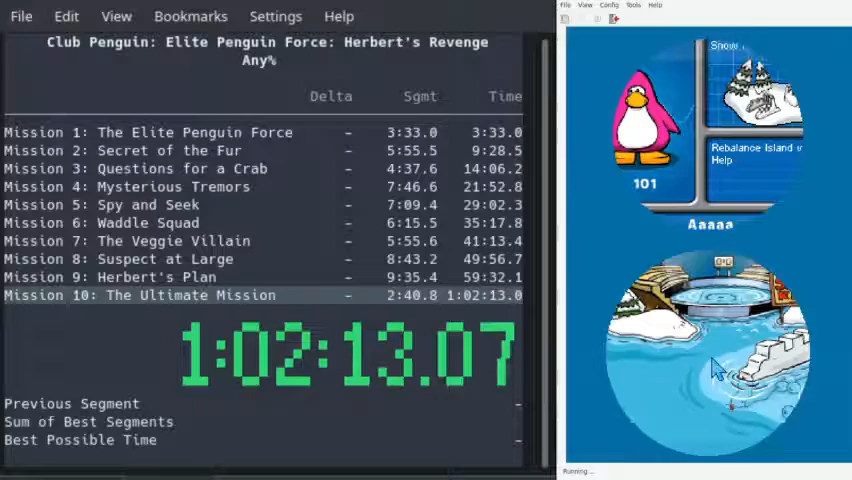 File Edit View Bookmarks Settings Help
Club Penguin: Elite Penguin Force: Herbert's Revenge
Any%
Delta Sgmt Time
Mission 1: The Elite Penguin Force – 3:33.0 3:33.0
Mission 2: Secret of the Fur – 5:55.5 9:28.5
Mission 3: Questions for a Crab – 4:37.6 14:06.2
Mission 4: Mysterious Tremors – 7:46.6 21:52.8
Mission 5: Spy and Seek – 7:09.4 29:02.3
Mission 6: Waddle Squad – 6:15.5 35:17.8
Mission 7: The Veggie Villain – 5:55.6 41:13.4
Mission 8: Suspect at Large – 8:43.2 49:56.7
Mission 9: Herbert's Plan – 9:35.4 59:32.1
Mission 10: The Ultimate Mission – 2:40.8 1:02:13.0
1:02:13.07
Previous Segment –
Sum of Best Segments
Best Possible Time –
File View Config Tools Help
Snow
Rebalance Island
Help
101
Aaaaa
Running...